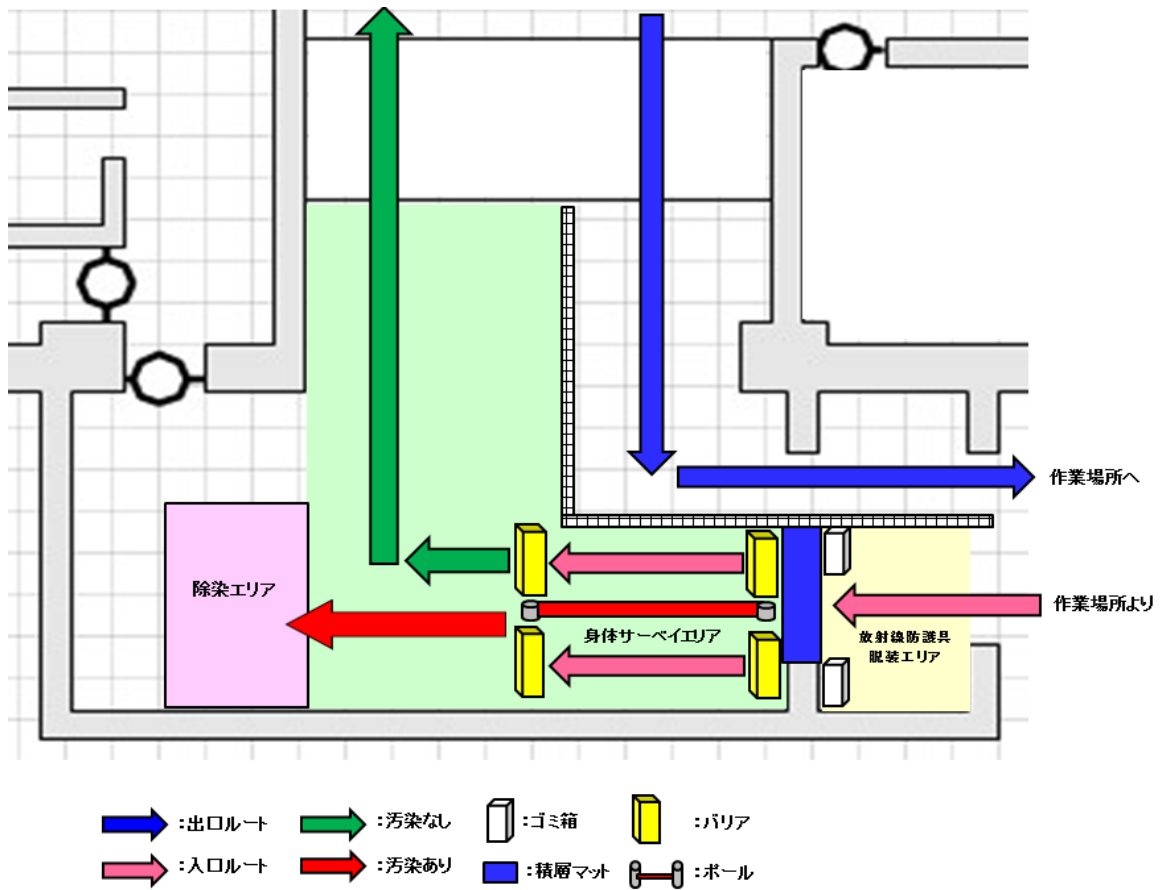 作業場所へ
除染エリア
作業場所より
身体サーベイエリア
放射線防護具
脱装エリア
:出口ルート
:汚染なし
:ゴミ箱
:バリア
:入口ルート
:汚染あり
:積層マット
:ポール